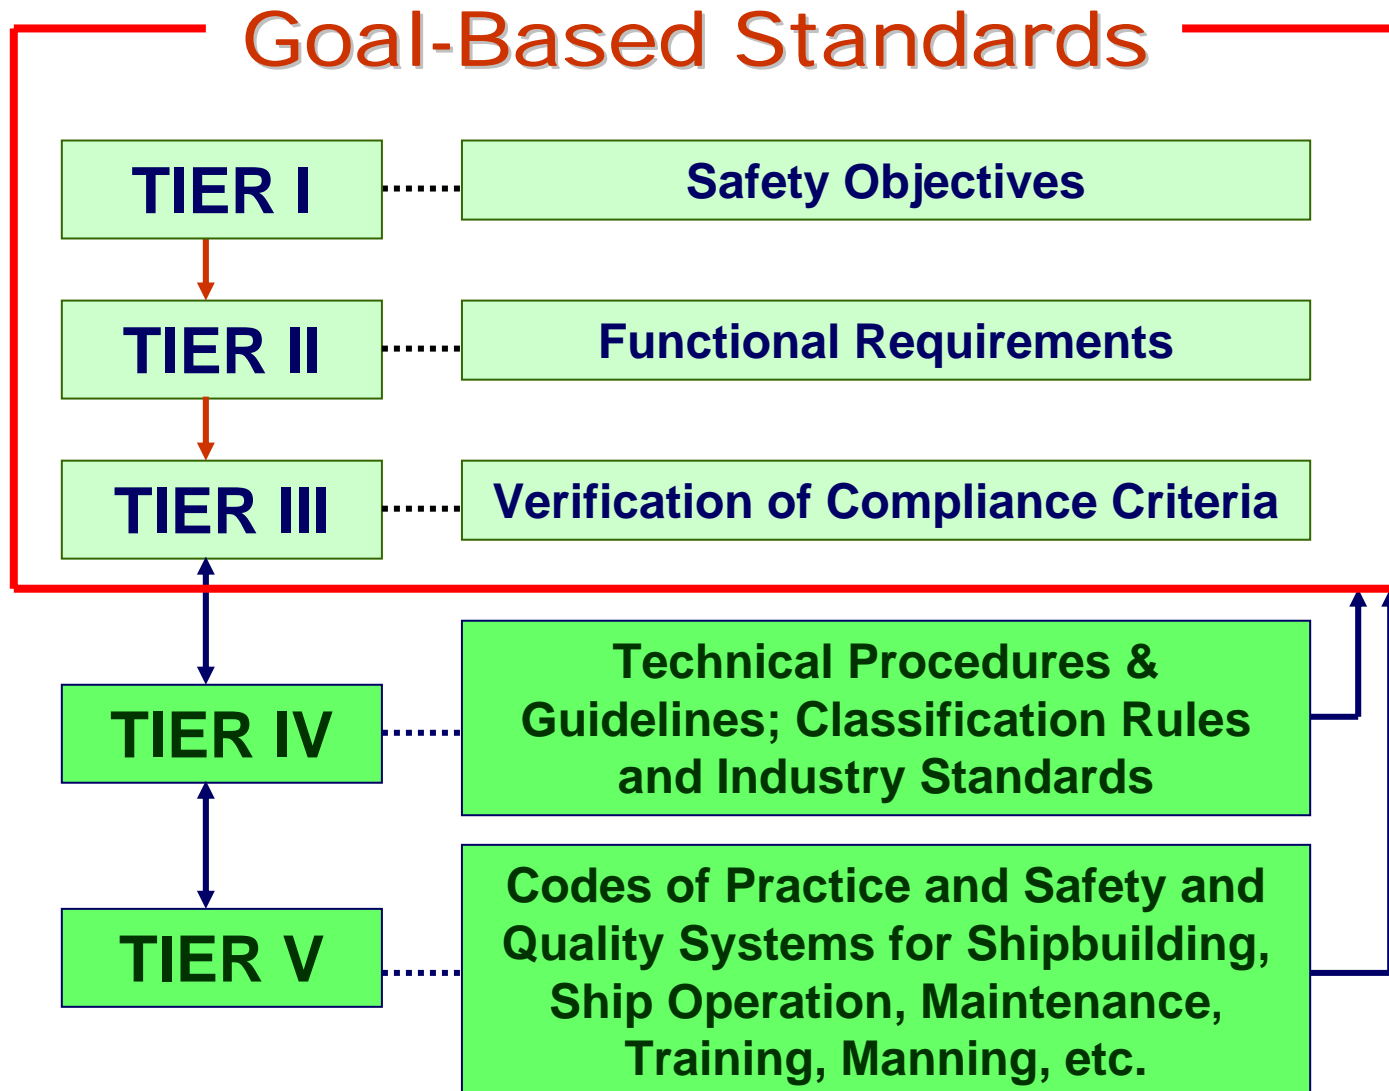 Goal-Based Standards
TIER I
Safety Objectives
TIER II
Functional Requirements
TIER III
Verification of Compliance Criteria
TIER IV
Technical Procedures &
Guidelines; Classification Rules
and Industry Standards
TIER V
Codes of Practice and Safety and
Quality Systems for Shipbuilding,
Ship Operation, Maintenance,
Training, Manning, etc.